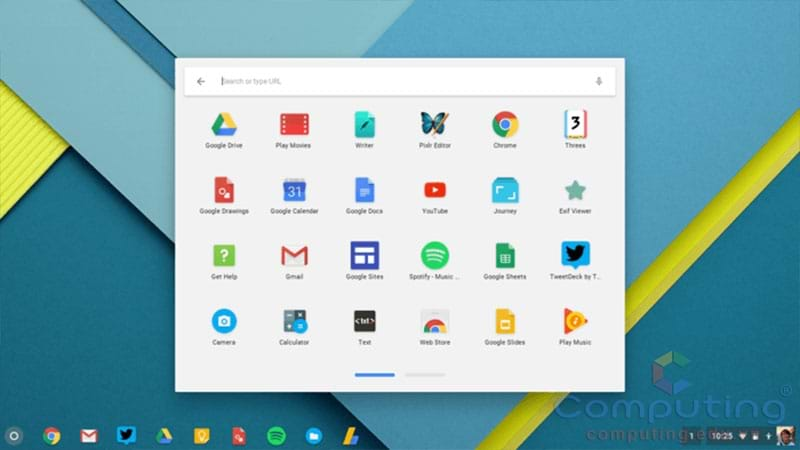 Search or type URL
Google Drive
Play Movies
Writer
Pixlr Editor
Chrome
3
Threes
Google Drawings
31
Google Calendar
Google Docs
YouTube
Journey
Exif Viewer
?
Get Help
Gmail
Google Sites
Spotify - Music ...
Google Sheets
TweetDeck by T...
Camera
Calculator
<txt>
Text
Web Store
Google Slides
Play Music
Computing®
1
10:25